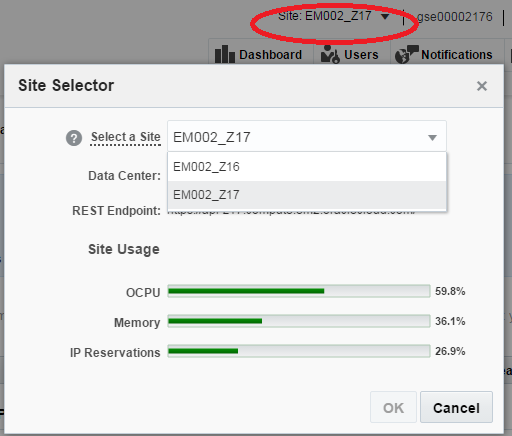 Site: EM002_Z17
gse00002176
Dashboard Users Notifications
Site Selector
Select a Site EM002_Z17
EM002_Z16
Data Center:
EM002_Z17
REST Endpoint:
Site Usage
OCPU 59.8%
Memory 36.1%
IP Reservations 26.9%
OK Cancel